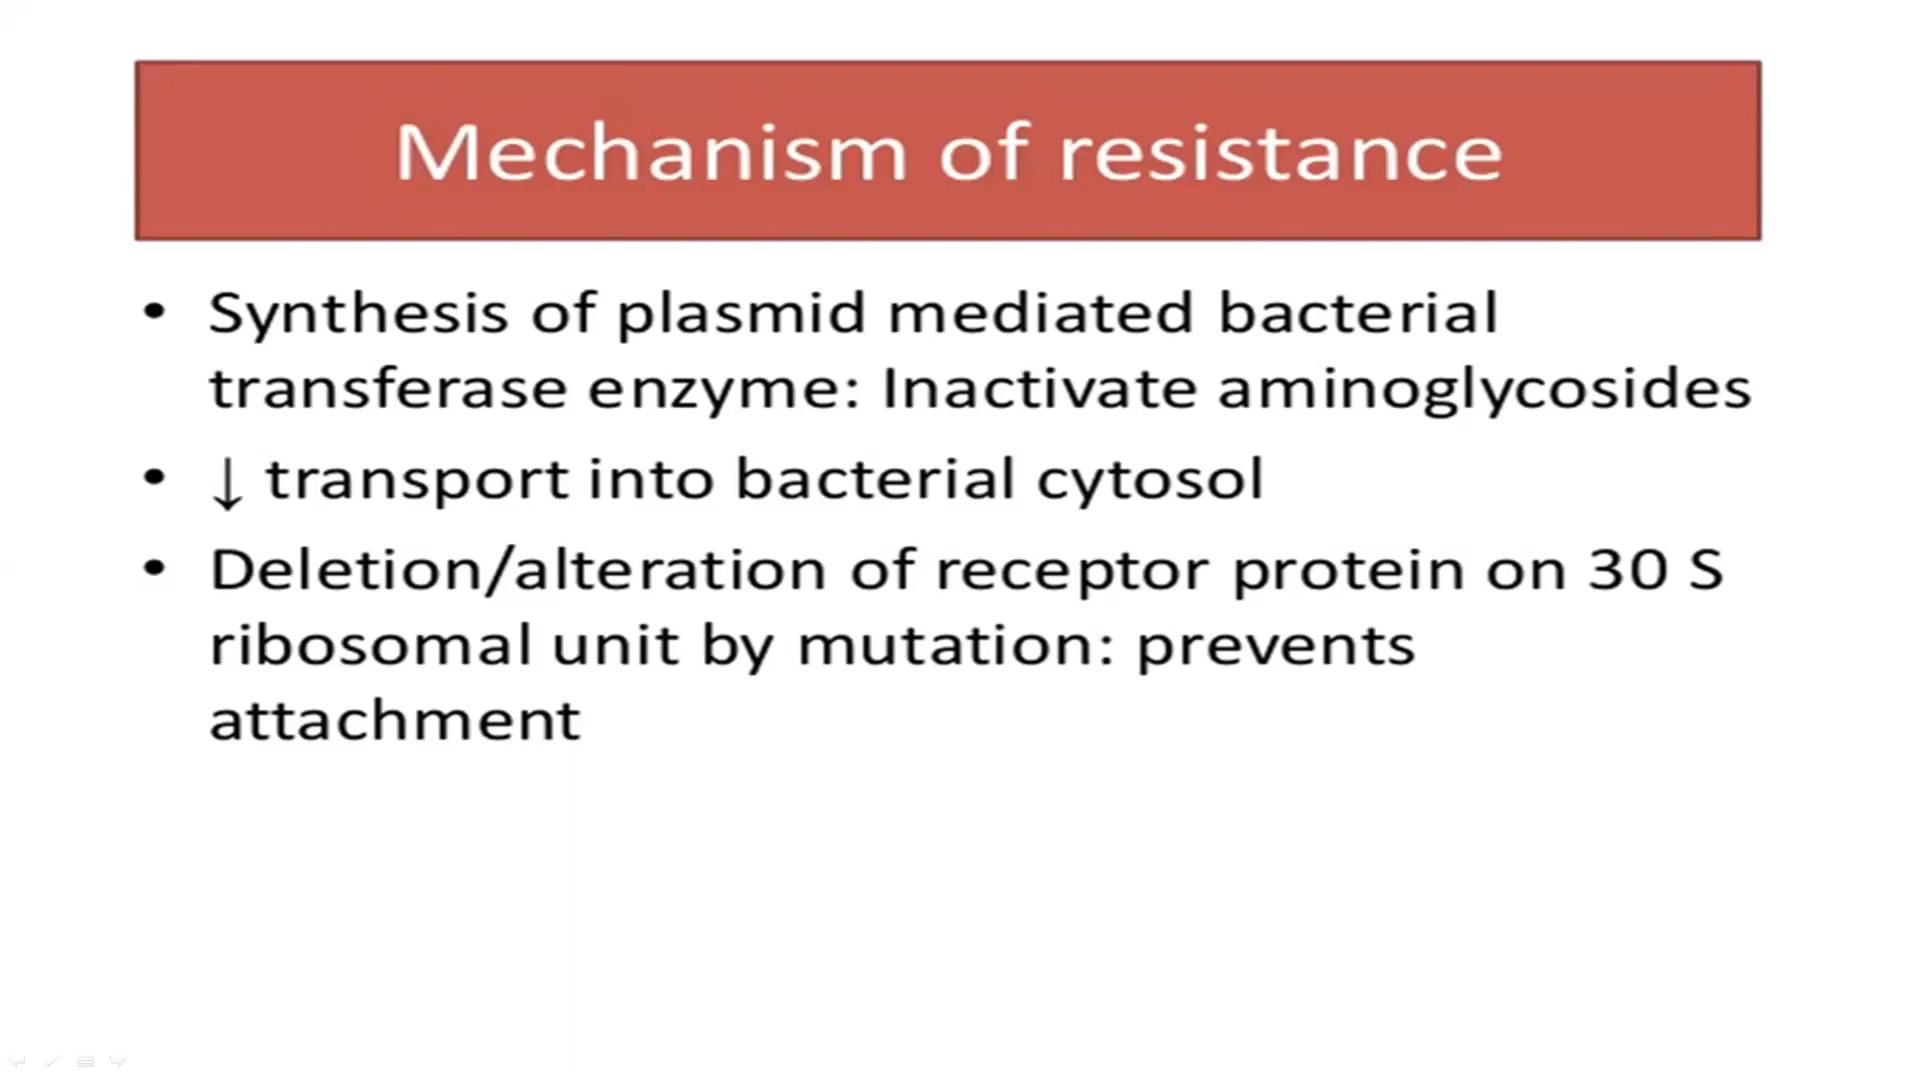 Mechanism of resistance
• Synthesis of plasmid mediated bacterial
transferase enzyme: Inactivate aminoglycosides
• ↓ transport into bacterial cytosol
• Deletion/alteration of receptor protein on 30 S
ribosomal unit by mutation: prevents
attachment